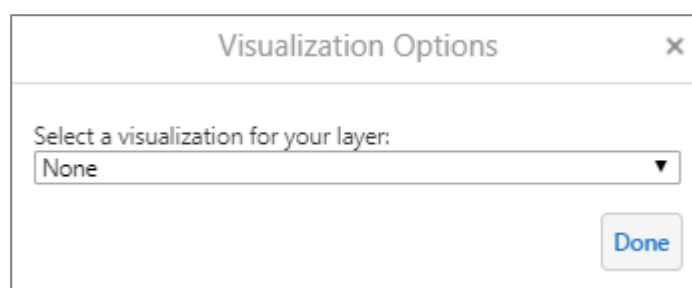 Visualization Options ×
Select a visualization for your layer:
None
Done